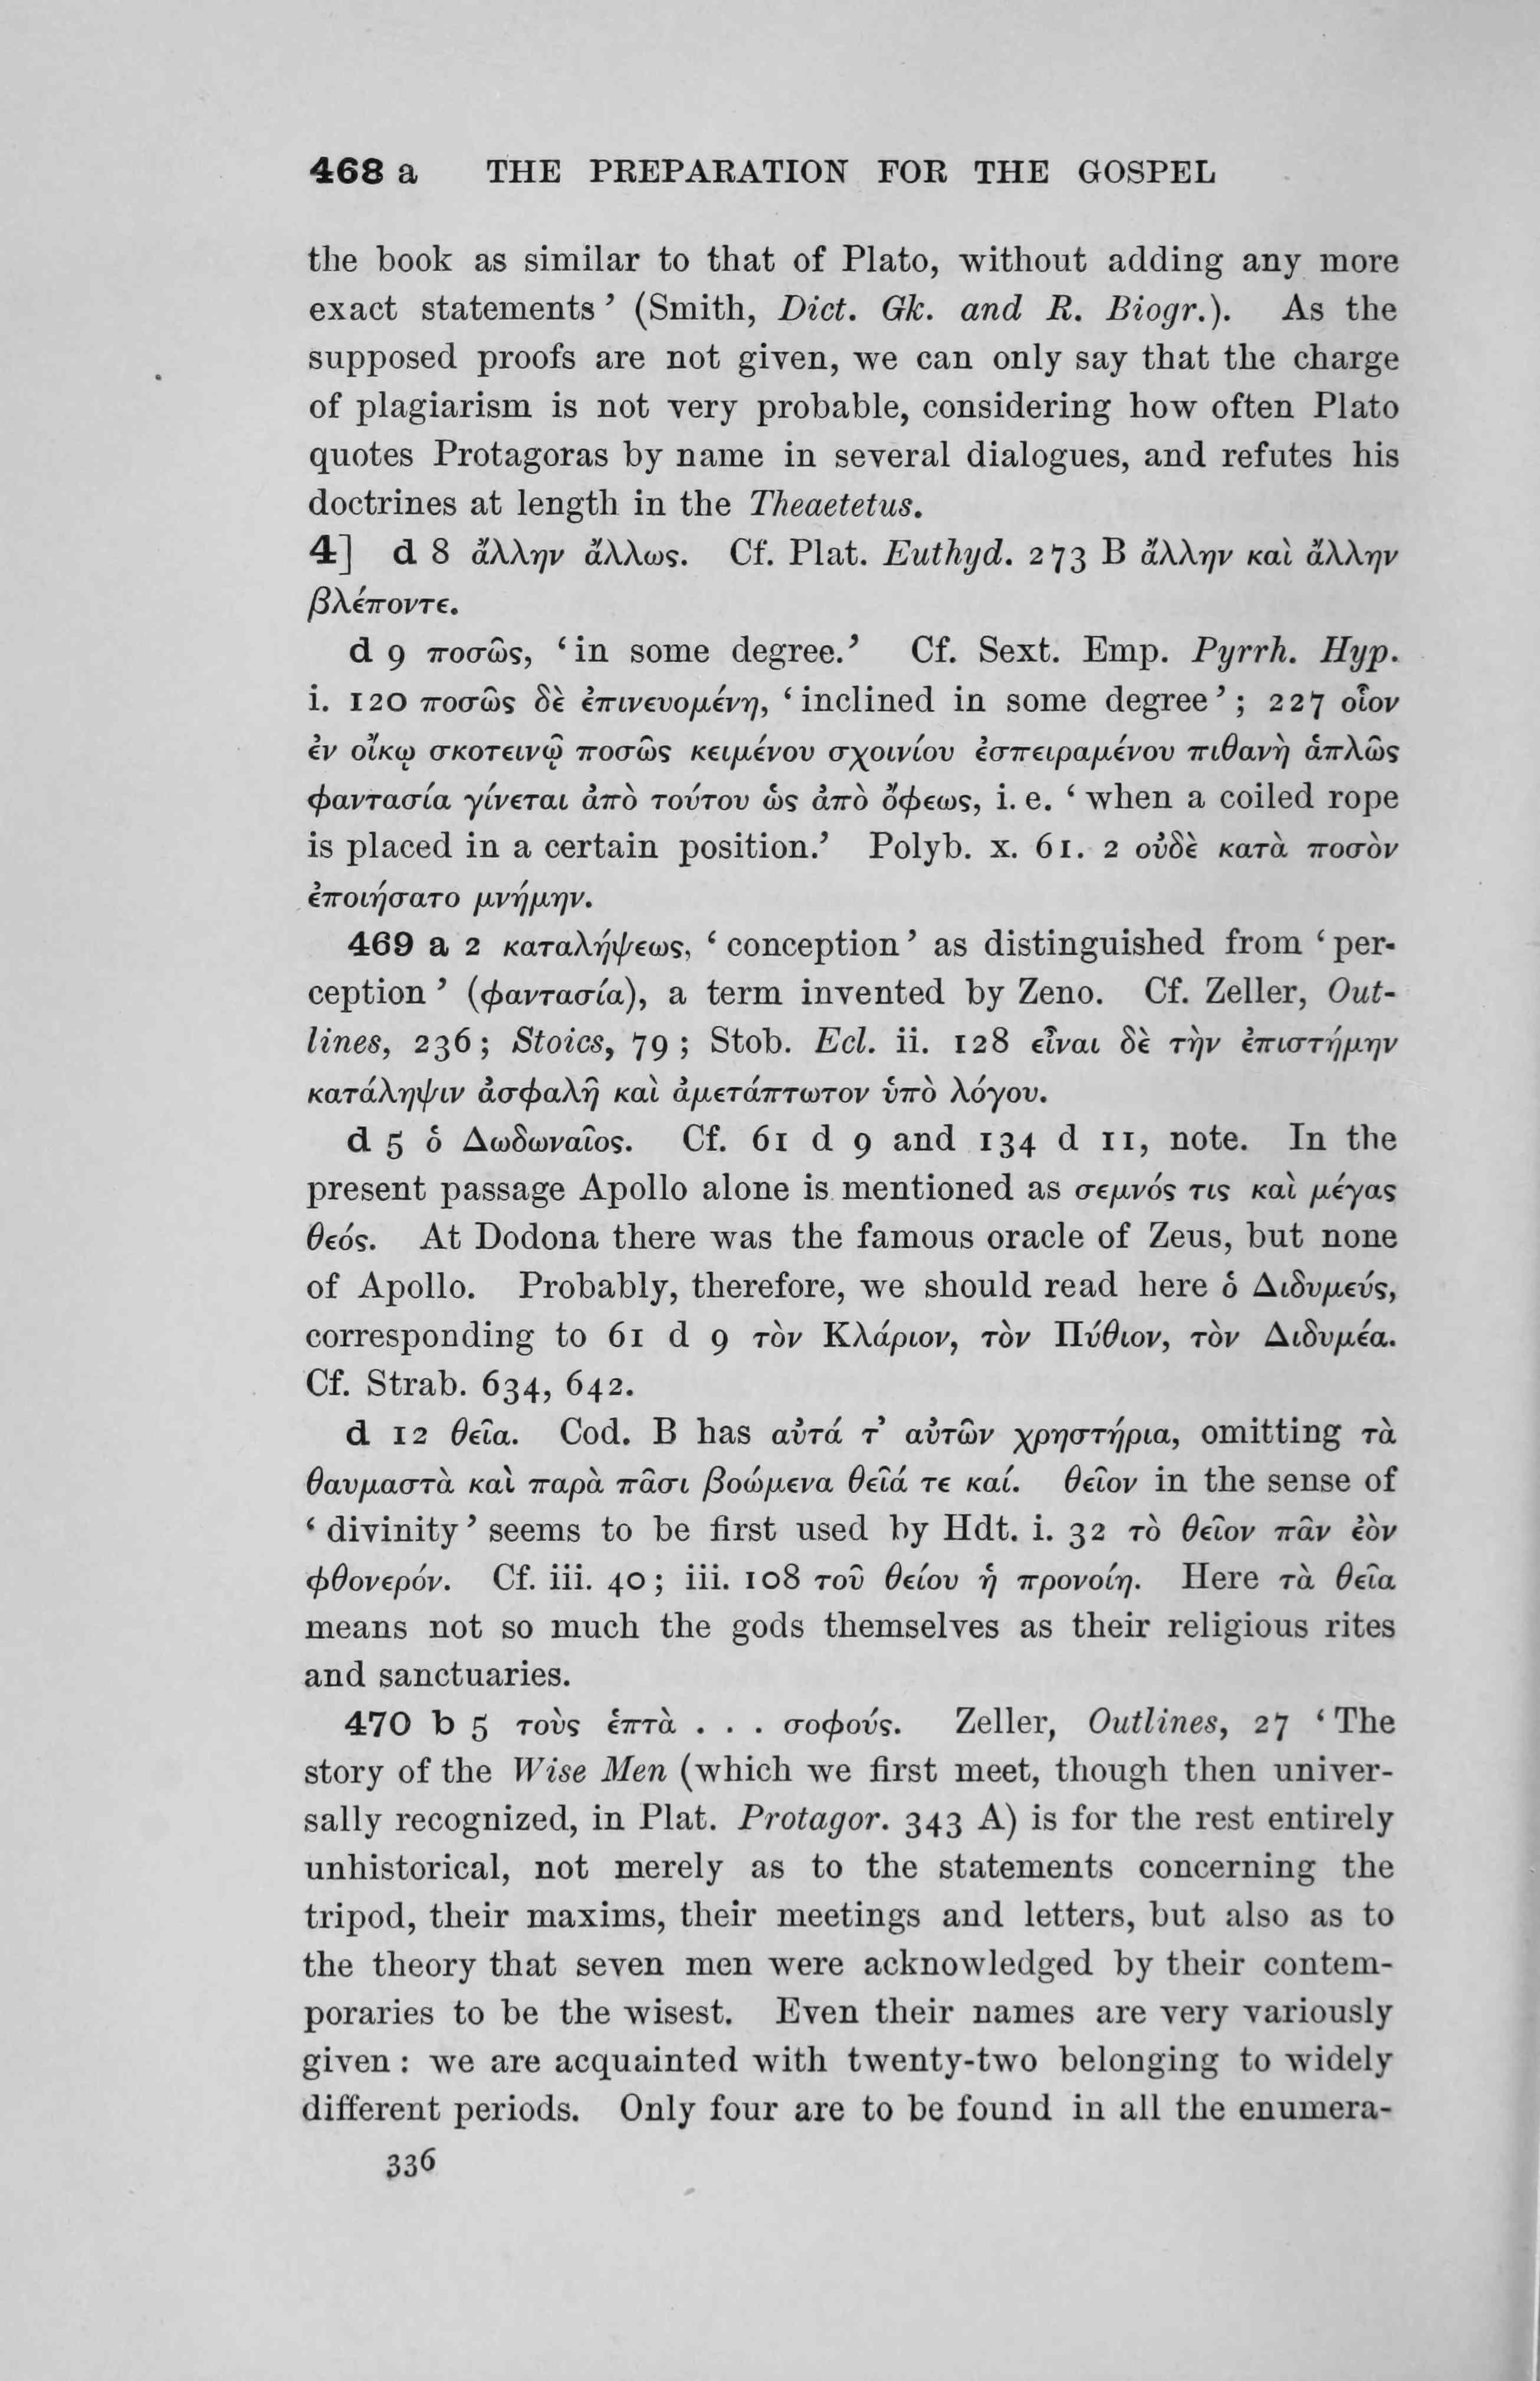 468 a THE PREPARATION FOR THE GOSPEL
the book as similar to that of Plato, without adding any more
exact statements’ (Smith, Dict. Gk. and R. Biogr.). As the
supposed proofs are not given, we can only say that the charge
of plagiarism is not very probable, considering how often Plato
quotes Protagoras by name in several dialogues, and refutes his
doctrines at length in the Theaetetus.
4] d 8 ἄλλην ἄλλως. Cf. Plat. Euthyd. 273 B ἄλλην καὶ ἄλλην
βλέποντε.
d 9 ποσῶς, ‘in some degree.’ Cf. Sext. Emp. Pyrrh. Hyp.
i. 120 ποσῶς δὲ ἐπινευομένη, ‘inclined in some degree’; 227 οἷον
ἐν οἴκῳ σκοτεινῷ ποσῶς κειμένου σχοινίου ἐσπειραμένου πιθανὴ ἁπλῶς
φαντασία γίνεται ἀπὸ τούτου ὡς ἀπὸ ὄφεως, i. e. ‘when a coiled rope
is placed in a certain position.’ Polyb. x. 61. 2 οὐδὲ κατὰ ποσὸν
ἐποιήσατο μνήμην.
469 a 2 καταλήψεως, ‘conception’ as distinguished from ‘per-
ception’ (φαντασία), a term invented by Zeno. Cf. Zeller, Out-
lines, 236; Stoics, 79; Stob. Ecl. ii. 128 εἶναι δὲ τὴν ἐπιστήμην
κατάληψιν ἀσφαλῆ καὶ ἀμετάπτωτον ὑπὸ λόγου.
d 5 ὁ Δωδωναῖος. Cf. 61 d 9 and 134 d 11, note. In the
present passage Apollo alone is mentioned as σεμνός τις καὶ μέγας
θεός. At Dodona there was the famous oracle of Zeus, but none
of Apollo. Probably, therefore, we should read here ὁ Διδυμεύς,
corresponding to 61 d 9 τὸν Κλάριον, τὸν Πύθιον, τὸν Διδυμέα.
Cf. Strab. 634, 642.
d 12 θεῖα. Cod. B has αὐτά τ’ αὐτῶν χρηστήρια, omitting τὰ
θαυμαστὰ καὶ παρὰ πᾶσι βοώμενα θεῖά τε καί. θεῖον in the sense of
‘divinity’ seems to be first used by Hdt. i. 32 τὸ θεῖον πᾶν ἐὸν
φθονερόν. Cf. iii. 40; iii. 108 τοῦ θείου ἡ προνοίη. Here τὰ θεῖα
means not so much the gods themselves as their religious rites
and sanctuaries.
470 b 5 τοὺς ἑπτὰ . . . σοφούς. Zeller, Outlines, 27 ‘The
story of the Wise Men (which we first meet, though then univer-
sally recognized, in Plat. Protagor. 343 A) is for the rest entirely
unhistorical, not merely as to the statements concerning the
tripod, their maxims, their meetings and letters, but also as to
the theory that seven men were acknowledged by their contem-
poraries to be the wisest. Even their names are very variously
given: we are acquainted with twenty-two belonging to widely
different periods. Only four are to be found in all the enumera-
336